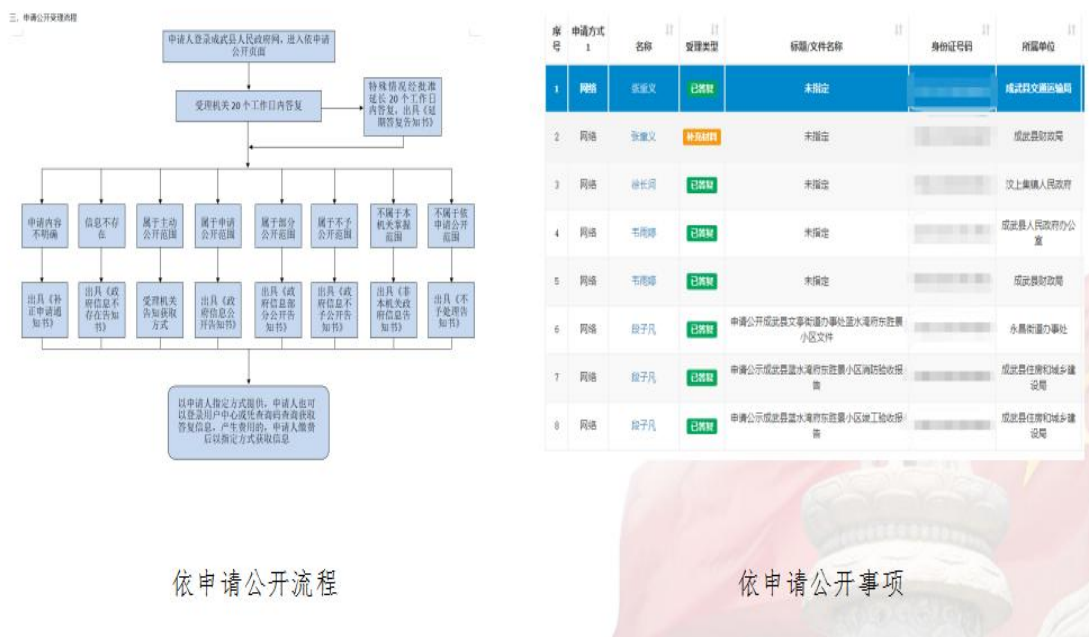 三、申请公开受理流程
申请人登录成武县人民政府网，进入依申请
公开页面
受理机关20个工作日内答复
特殊情况经批准
延长20个工作日
内答复，出具《延
期答复告知书》
申请内容
不明确
信息不存
在
属于主动
公开范围
属于申请
公开范围
属于部分
公开范围
属于不予
公开范围
不属于本
机关掌握
范围
不属于依
申请公开
范围
出具《补
正申请通
知书》
出具《政
府信息不
存在告知
书》
受理机关
告知获取
方式
出具《政
府信息公
开告知书》
出具《政
府信息部
分公开告
知书》
出具《政
府信息不
予公开告
知书》
出具《非
本机关政
府信息告
知书》
出具《不
予处理告
知书》
以申请人指定方式提供，申请人也可
以登录用户中心或凭查询码查询获取
答复信息，产生费用的，申请人缴费
后以指定方式获取信息
依申请公开流程
序号 申请方式1 名称 受理类型 标题/文件名称 身份证号码 所属单位
1 网络 已答复 未指定 成武县交通运输局
2 网络 补充材料 未指定 成武县财政局
3 网络 已答复 未指定 汶上集镇人民政府
4 网络 韦雨婷 已答复 未指定 成武县人民政府办公
室
5 网络 韦雨婷 已答复 未指定 成武县财政局
6 网络 段子凡 已答复 申请公开成武县文亭街道办事处蓝水湾府东胜景
小区文件 永昌街道办事处
7 网络 段子凡 已答复 申请公示成武县蓝水湾府东胜景小区消防验收报
告 成武县住房和城乡建
设局
8 网络 段子凡 已答复 申请公示成武县蓝水湾府东胜景小区竣工验收报
告 成武县住房和城乡建
设局
依申请公开事项